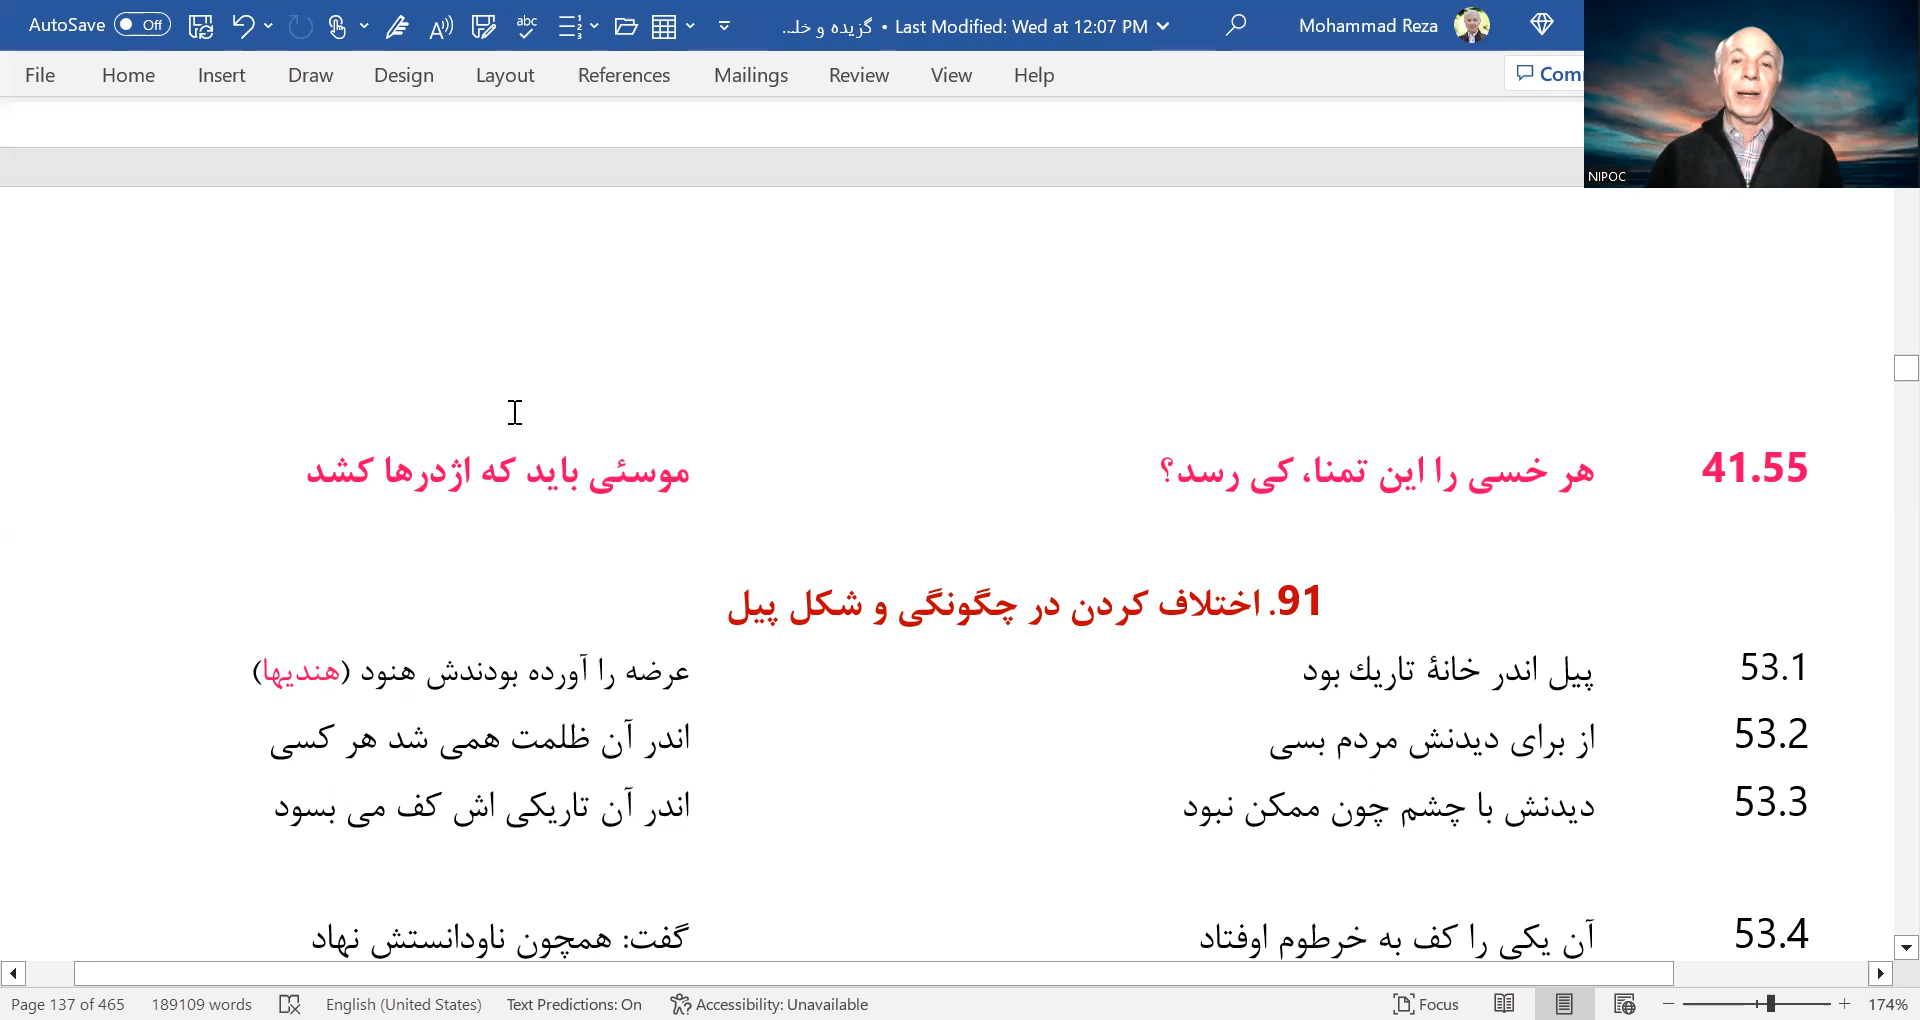 AutoSave Off abc گزیده و خلـ... • Last Modified: Wed at 12:07 PM Mohammad Reza
File Home Insert Draw Design Layout References Mailings Review View Help Com
NIPOC
41.55 هر خسی را این تمنا، کی رسد؟ موسئی باید که اژدرها کشد
91. اختلاف کردن در چگونگی و شکل پیل
53.1 پیل اندر خانهٔ تاریك بود عرضه را آورده بودندش هنود (هندیها)
53.2 از برای دیدنش مردم بسی اندر آن ظلمت همی شد هر کسی
53.3 دیدنش با چشم چون ممکن نبود اندر آن تاریکی اش کف می بسود
53.4 آن یکی را کف به خرطوم اوفتاد گفت: همچون ناودانستش نهاد
Page 137 of 465 189109 words English (United States) Text Predictions: On Accessibility: Unavailable Focus 174%